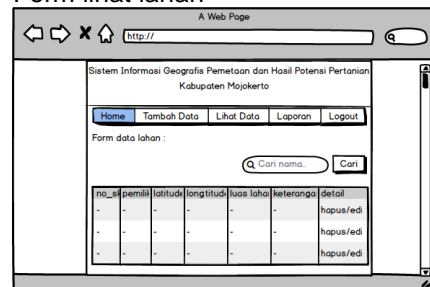 Form lihat lahan
A Web Page
http://
Sistem Informasi Geografis Pemetaan dan Hasil Potensi Pertanian
Kabupaten Mojokerto
Home Tambah Data Lihat Data Laporan Logout
Form data lahan :
Cari nama.. Cari
no_sk pemilik latitude longtitude luas lahan keterangan detail
- - - - - - hapus/edi
- - - - - - hapus/edi
- - - - - - hapus/edi